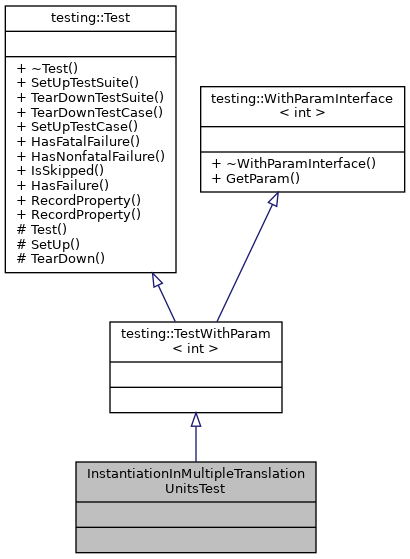 testing::Test
+ ~Test()
+ SetUpTestSuite()
+ TearDownTestSuite()
+ TearDownTestCase()
+ SetUpTestCase()
+ HasFatalFailure()
+ HasNonfatalFailure()
+ IsSkipped()
+ HasFailure()
+ RecordProperty()
+ RecordProperty()
# Test()
# SetUp()
# TearDown()
testing::WithParamInterface
< int >
+ ~WithParamInterface()
+ GetParam()
testing::TestWithParam
< int >
InstantiationInMultipleTranslation
UnitsTest